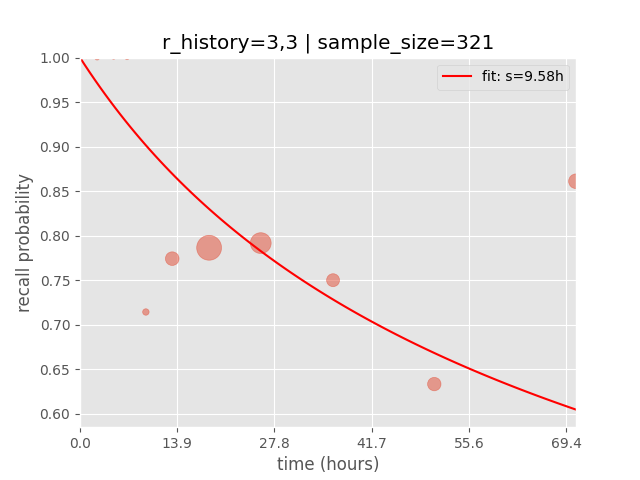 r_history=3,3 | sample_size=321
fit: s=9.58h
recall probability
1.00
0.95
0.90
0.85
0.80
0.75
0.70
0.65
0.60
0.0 13.9 27.8 41.7 55.6 69.4
time (hours)